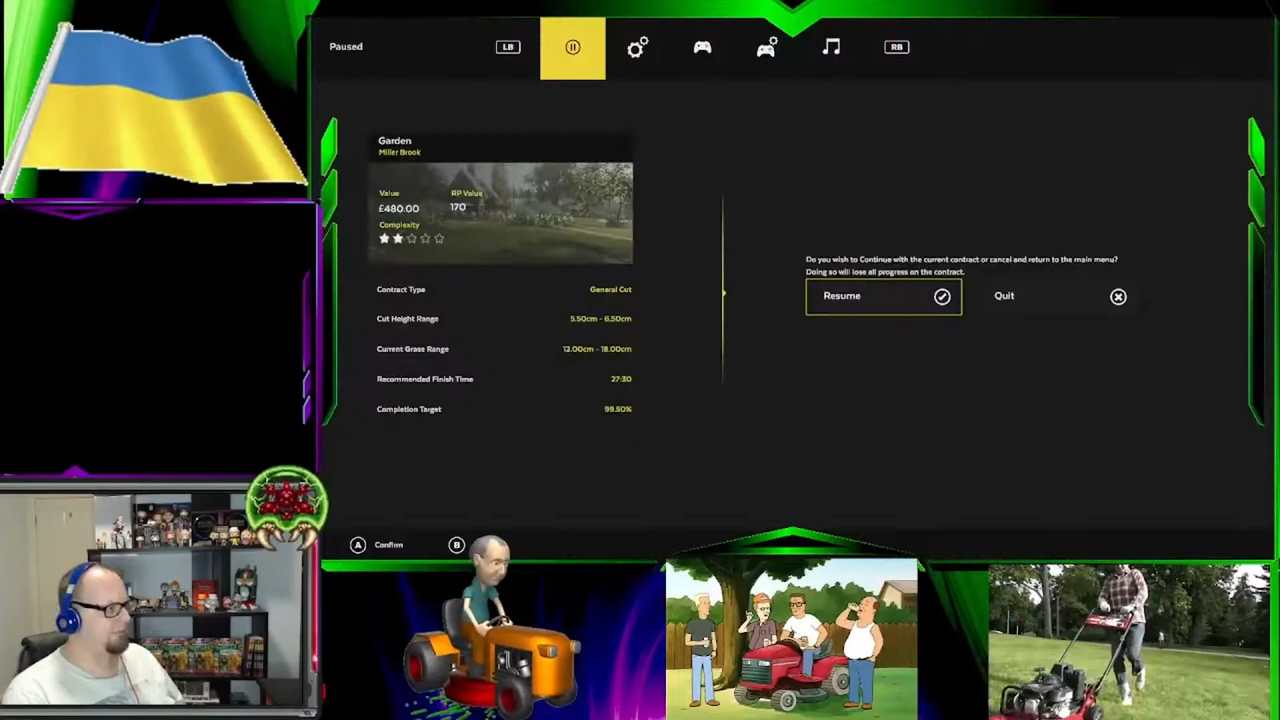 Paused
LB
RB
Garden
Miller Brook
Value
RP Value
£480.00
170
Complexity
Contract Type
General Cut
Cut Height Range
5.50cm - 6.50cm
Current Grass Range
12.00cm - 18.00cm
Recommended Finish Time
27:30
Completion Target
99.50%
Do you wish to Continue with the current contract or cancel and return to the main menu?
Doing so will lose all progress on the contract.
Resume
Quit
A
Confirm
B